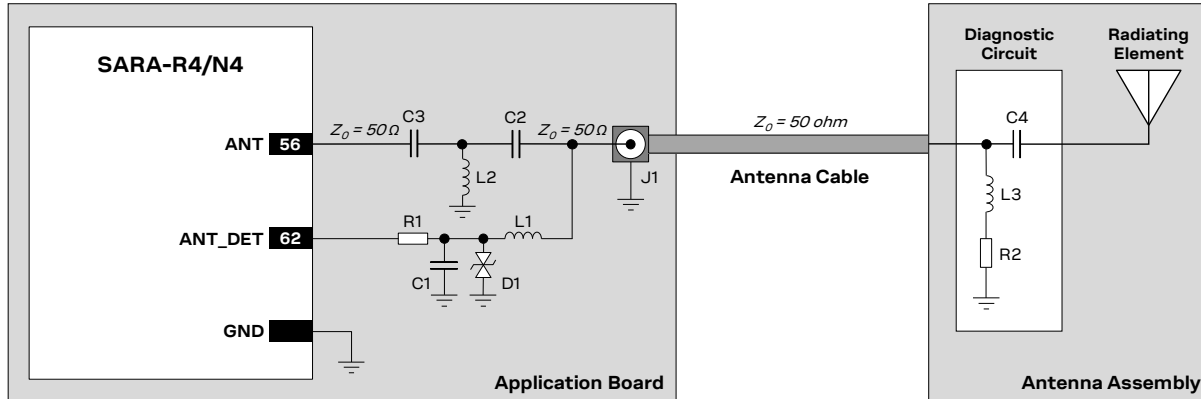 SARA-R4/N4
ANT
56
Z0 = 50 Ω
C3
C2
Z0 = 50 Ω
L2
J1
Z0 = 50 ohm
Antenna Cable
ANT_DET
62
R1
L1
C1
D1
GND
Application Board
Diagnostic
Circuit
Radiating
Element
C4
L3
R2
Antenna Assembly